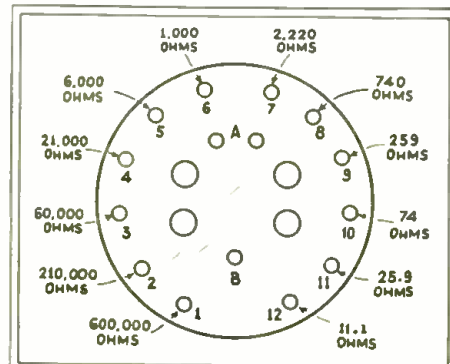 1,000
OHMS
2,220
OHMS
6,000
OHMS
740
OHMS
6
7
5
8
A
21,000
OHMS
259
OHMS
4
9
60,000
OHMS
74
OHMS
3
10
B
210,000
OHMS
2
11
25.9
OHMS
600,000
OHMS
1
12
11.1
OHMS